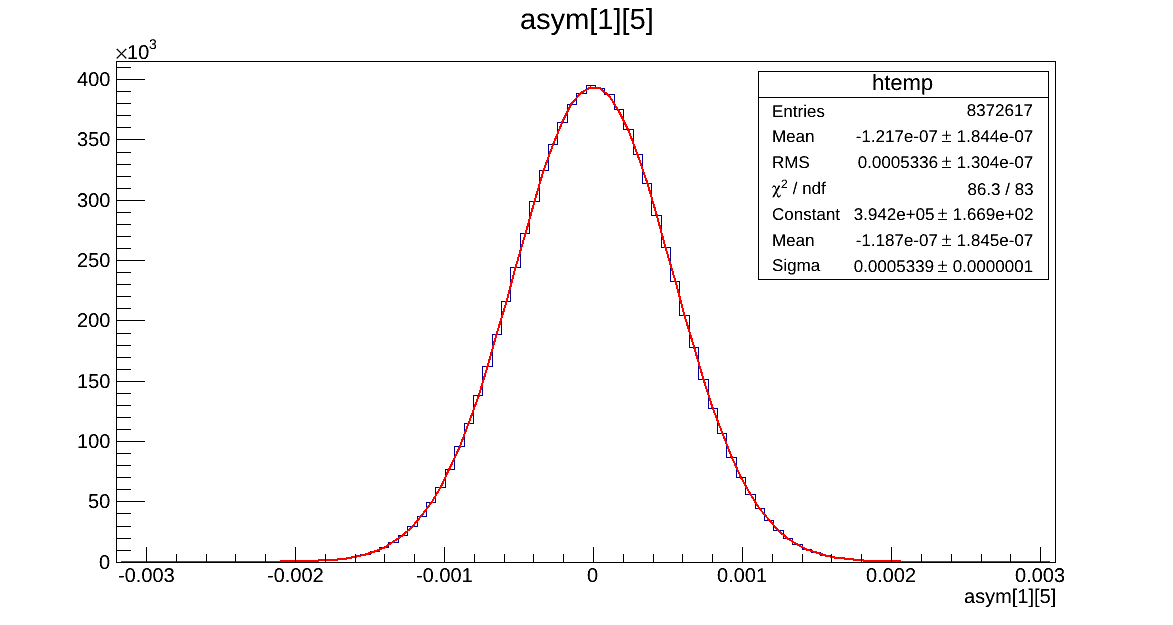 asym[1][5]
×10³
400
350
300
250
200
150
100
50
0
htemp
Entries 8372617
Mean -1.217e-07 ± 1.844e-07
RMS 0.0005336 ± 1.304e-07
χ² / ndf 86.3 / 83
Constant 3.942e+05 ± 1.669e+02
Mean -1.187e-07 ± 1.845e-07
Sigma 0.0005339 ± 0.0000001
-0.003 -0.002 -0.001 0 0.001 0.002 0.003
asym[1][5]